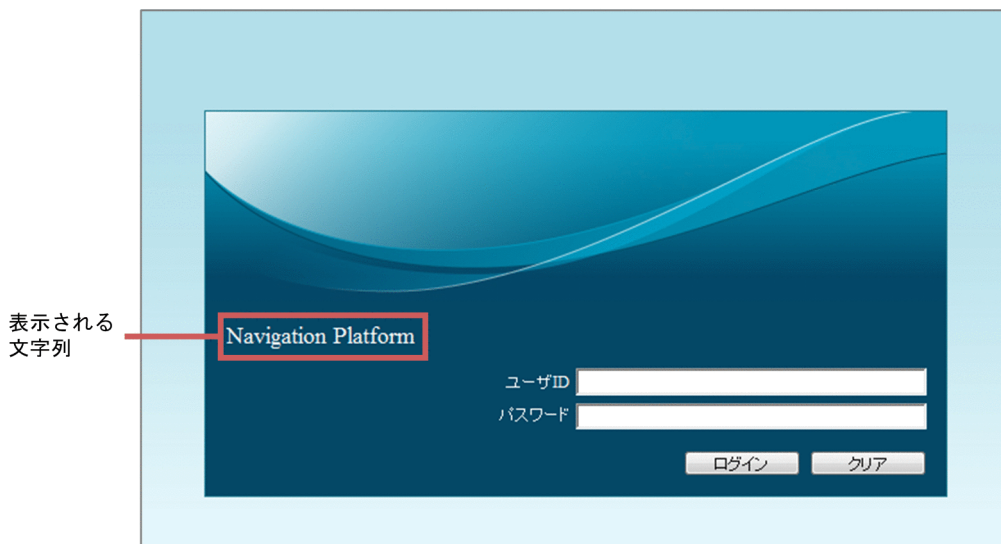 表示される
文字列
Navigation Platform
ユーザID
パスワード
ログイン
クリア